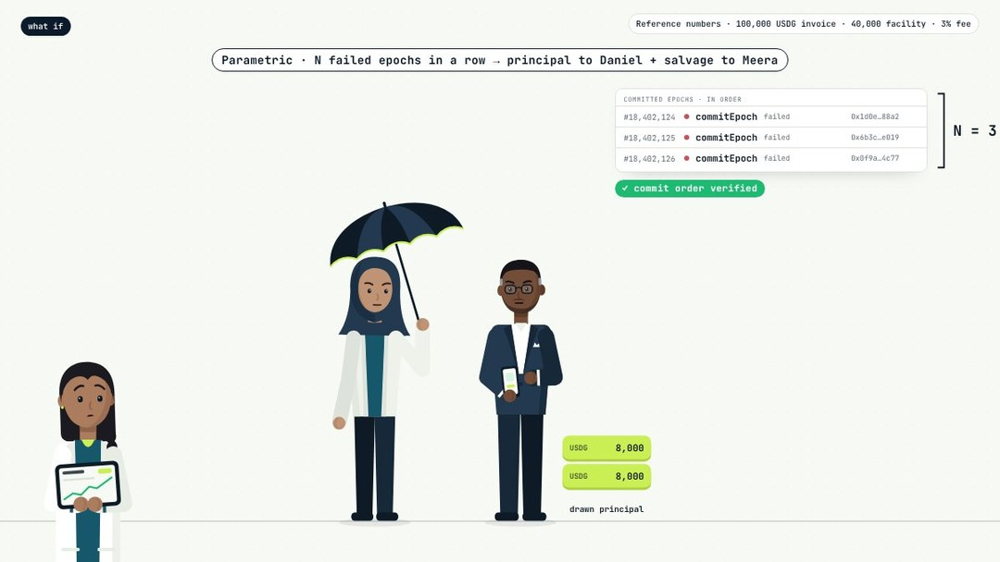 what if
Reference numbers · 100,000 USDG invoice · 40,000 facility · 3% fee
Parametric · N failed epochs in a row → principal to Daniel + salvage to Meera
COMMITTED EPOCHS · IN ORDER
#18,402,124 commitEpoch failed 0x1d0e…88a2
#18,402,125 commitEpoch failed 0x6b3c…e019
#18,402,126 commitEpoch failed 0x0f9a…4c77
N = 3
✓ commit order verified
USDG 8,000
USDG 8,000
drawn principal